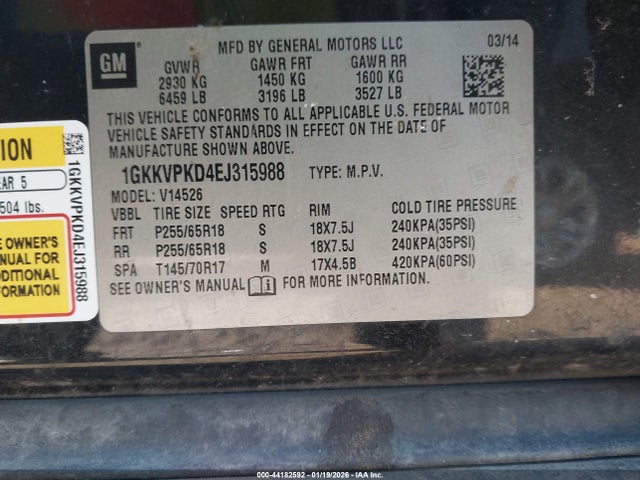 GM
MFD BY GENERAL MOTORS LLC 03/14
GVWR GAWR FRT GAWR RR
2930 KG 1450 KG 1600 KG
6459 LB 3196 LB 3527 LB
THIS VEHICLE CONFORMS TO ALL APPLICABLE U.S. FEDERAL MOTOR
VEHICLE SAFETY STANDARDS IN EFFECT ON THE DATE OF
MANUFACTURE SHOWN ABOVE.
1GKKVPKD4EJ315988 TYPE: M.P.V.
MODEL: V14526
VBBL TIRE SIZE SPEED RTG RIM COLD TIRE PRESSURE
FRT P255/65R18 S 18X7.5J 240KPA(35PSI)
RR P255/65R18 S 18X7.5J 240KPA(35PSI)
SPA T145/70R17 M 17X4.5B 420KPA(60PSI)
SEE OWNER'S MANUAL FOR MORE INFORMATION.
ION
EAR 5
504 lbs.
E OWNER'S
NUAL FOR
DITIONAL
FORMATION
1GKKVPKD4EJ315988
000-44182592 - 01/19/2026 - IAA, Inc.